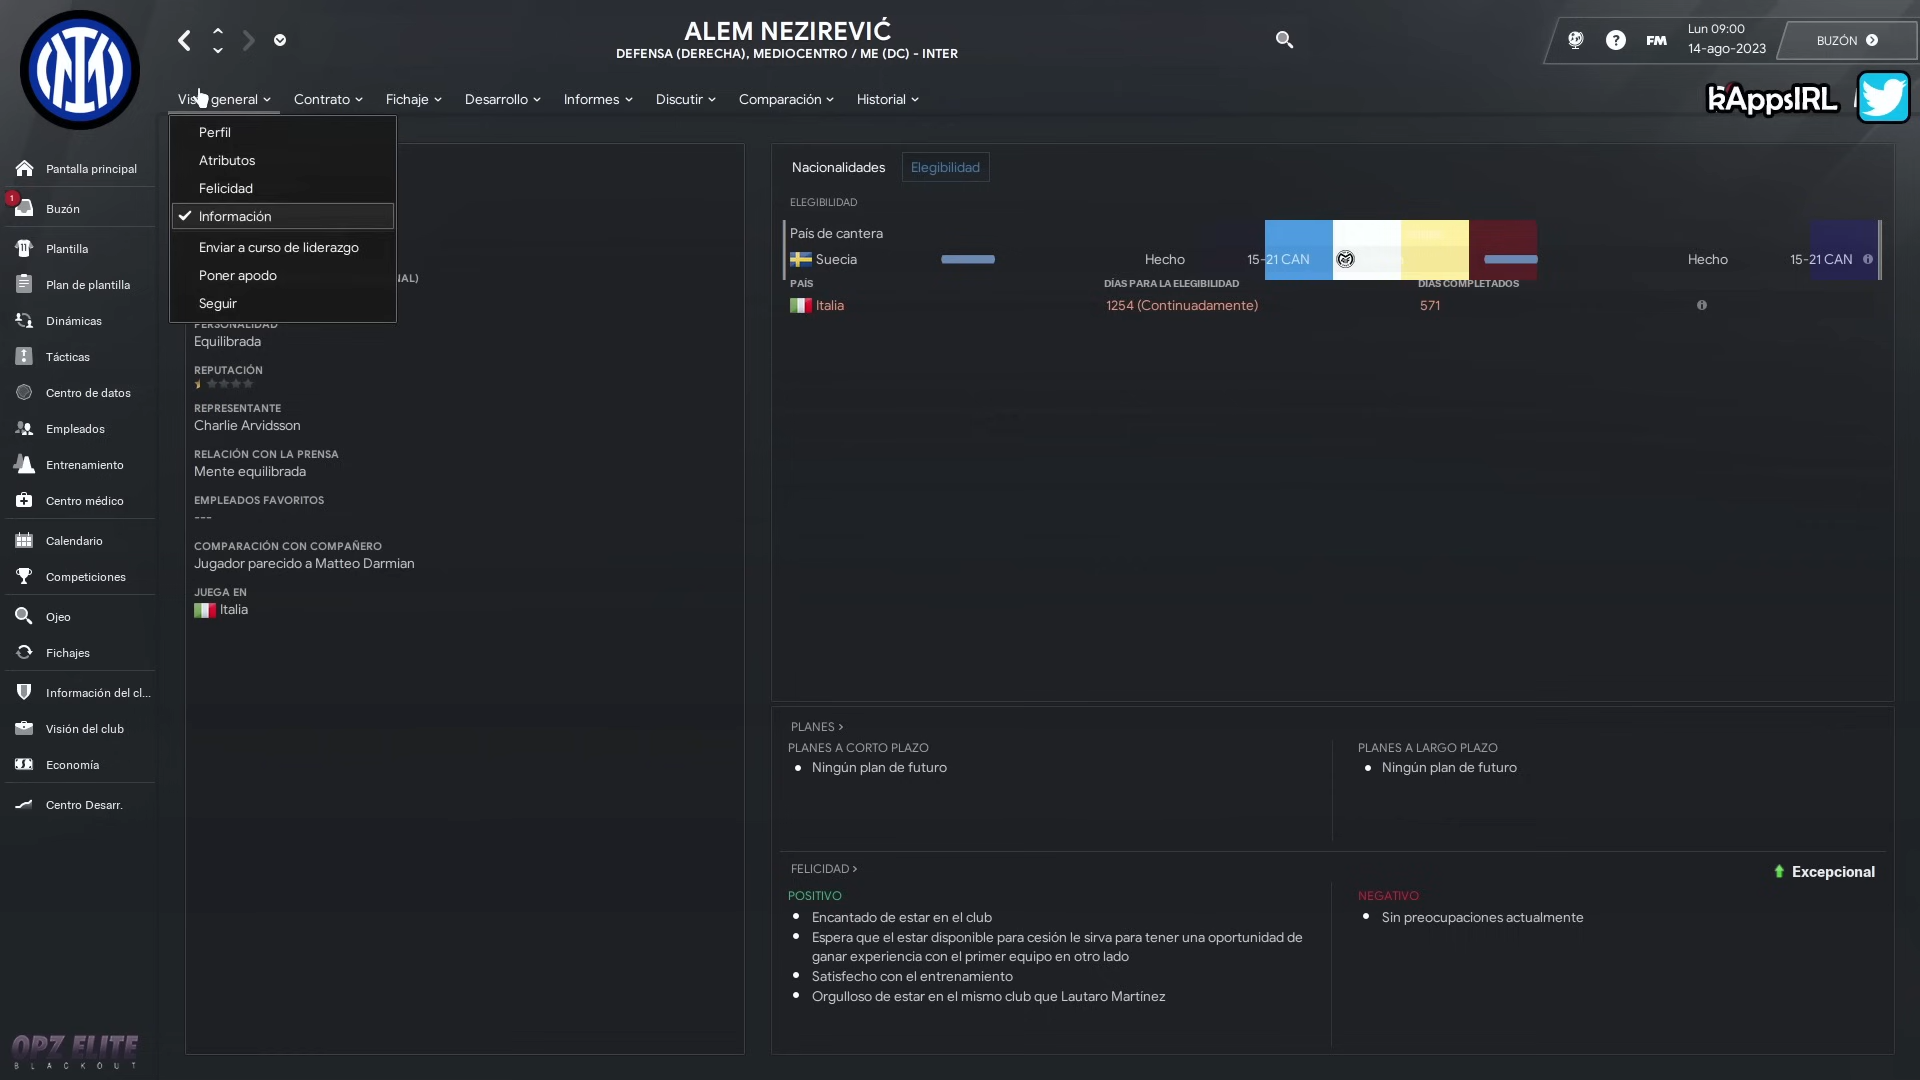 ALEM NEZIREVIĆ
DEFENSA (DERECHA), MEDIOCENTRO / ME (DC) - INTER
FM
Lun 09:00
14-ago-2023
BUZÓN
kAppsIRL
general
Contrato
Fichaje
Desarrollo
Informes
Discutir
Comparación
Historial
Perfil
Atributos
Felicidad
Información
Enviar a curso de liderazgo
Poner apodo
Seguir
Pantalla principal
1
Buzón
Plantilla
Plan de plantilla
Dinámicas
Tácticas
Centro de datos
Empleados
Entrenamiento
Centro médico
Calendario
Competiciones
Ojeo
Fichajes
Información del cl...
Visión del club
Economía
Centro Desarr.
OPZ ELITE
BLACKOUT
PERSONALIDAD
Equilibrada
REPUTACIÓN
REPRESENTANTE
Charlie Arvidsson
RELACIÓN CON LA PRENSA
Mente equilibrada
EMPLEADOS FAVORITOS
---
COMPARACIÓN CON COMPAÑERO
Jugador parecido a Matteo Darmian
JUEGA EN
Italia
Nacionalidades
Elegibilidad
ELEGIBILIDAD
País de cantera
Suecia
Hecho
15-21 CAN
Hecho
15-21 CAN
PAÍS
DÍAS PARA LA ELEGIBILIDAD
DÍAS COMPLETADOS
Italia
1254 (Continuadamente)
571
PLANES >
PLANES A CORTO PLAZO
Ningún plan de futuro
PLANES A LARGO PLAZO
Ningún plan de futuro
FELICIDAD >
Excepcional
POSITIVO
Encantado de estar en el club
Espera que el estar disponible para cesión le sirva para tener una oportunidad de
ganar experiencia con el primer equipo en otro lado
Satisfecho con el entrenamiento
Orgulloso de estar en el mismo club que Lautaro Martínez
NEGATIVO
Sin preocupaciones actualmente